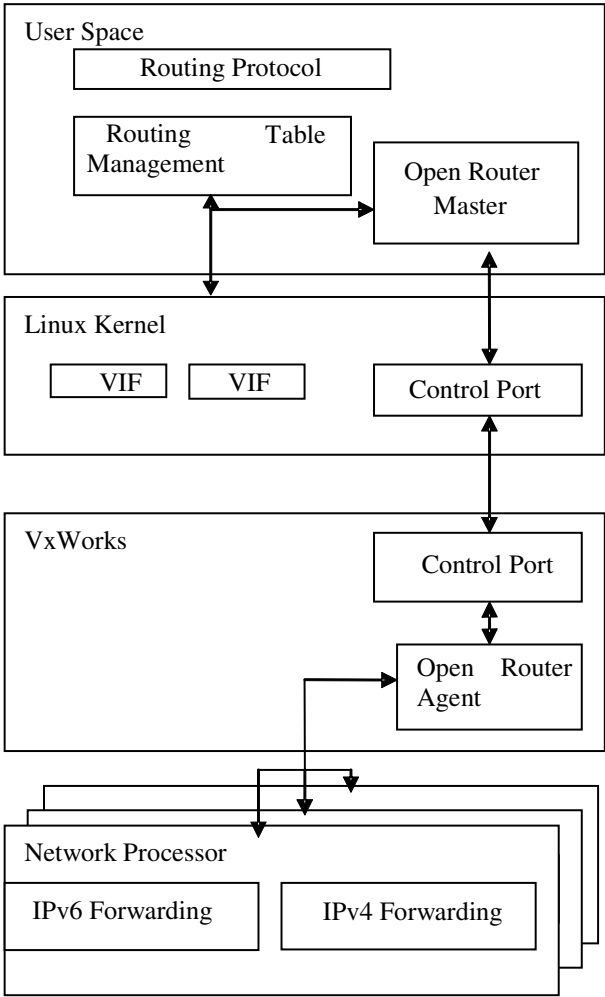 User Space
Routing Protocol
Routing Table
Management
Open Router
Master
Linux Kernel
VIF
VIF
Control Port
VxWorks
Control Port
Open Router
Agent
Network Processor
IPv6 Forwarding
IPv4 Forwarding